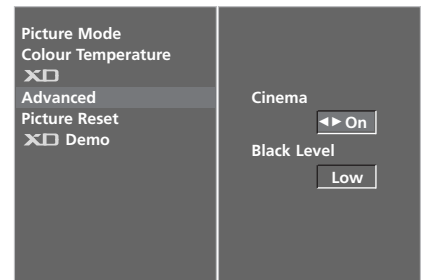 Picture Mode
Colour Temperature
XD
Advanced
Picture Reset
XD Demo
Cinema
◄► On
Black Level
Low